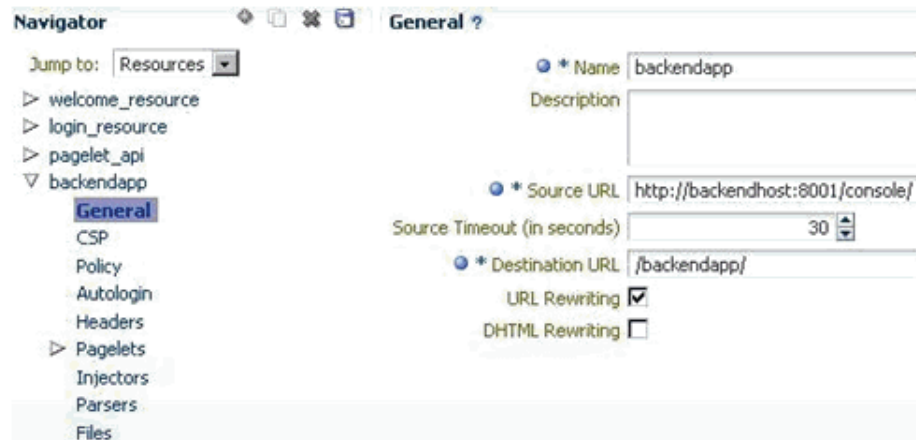 Navigator
Jump to: Resources
welcome_resource
login_resource
pagelet_api
backendapp
General
CSP
Policy
Autologin
Headers
Pagelets
Injectors
Parsers
Files
General ?
* Name backendapp
Description
* Source URL http://backendhost:8001/console/
Source Timeout (in seconds) 30
* Destination URL /backendapp/
URL Rewriting
DHTML Rewriting